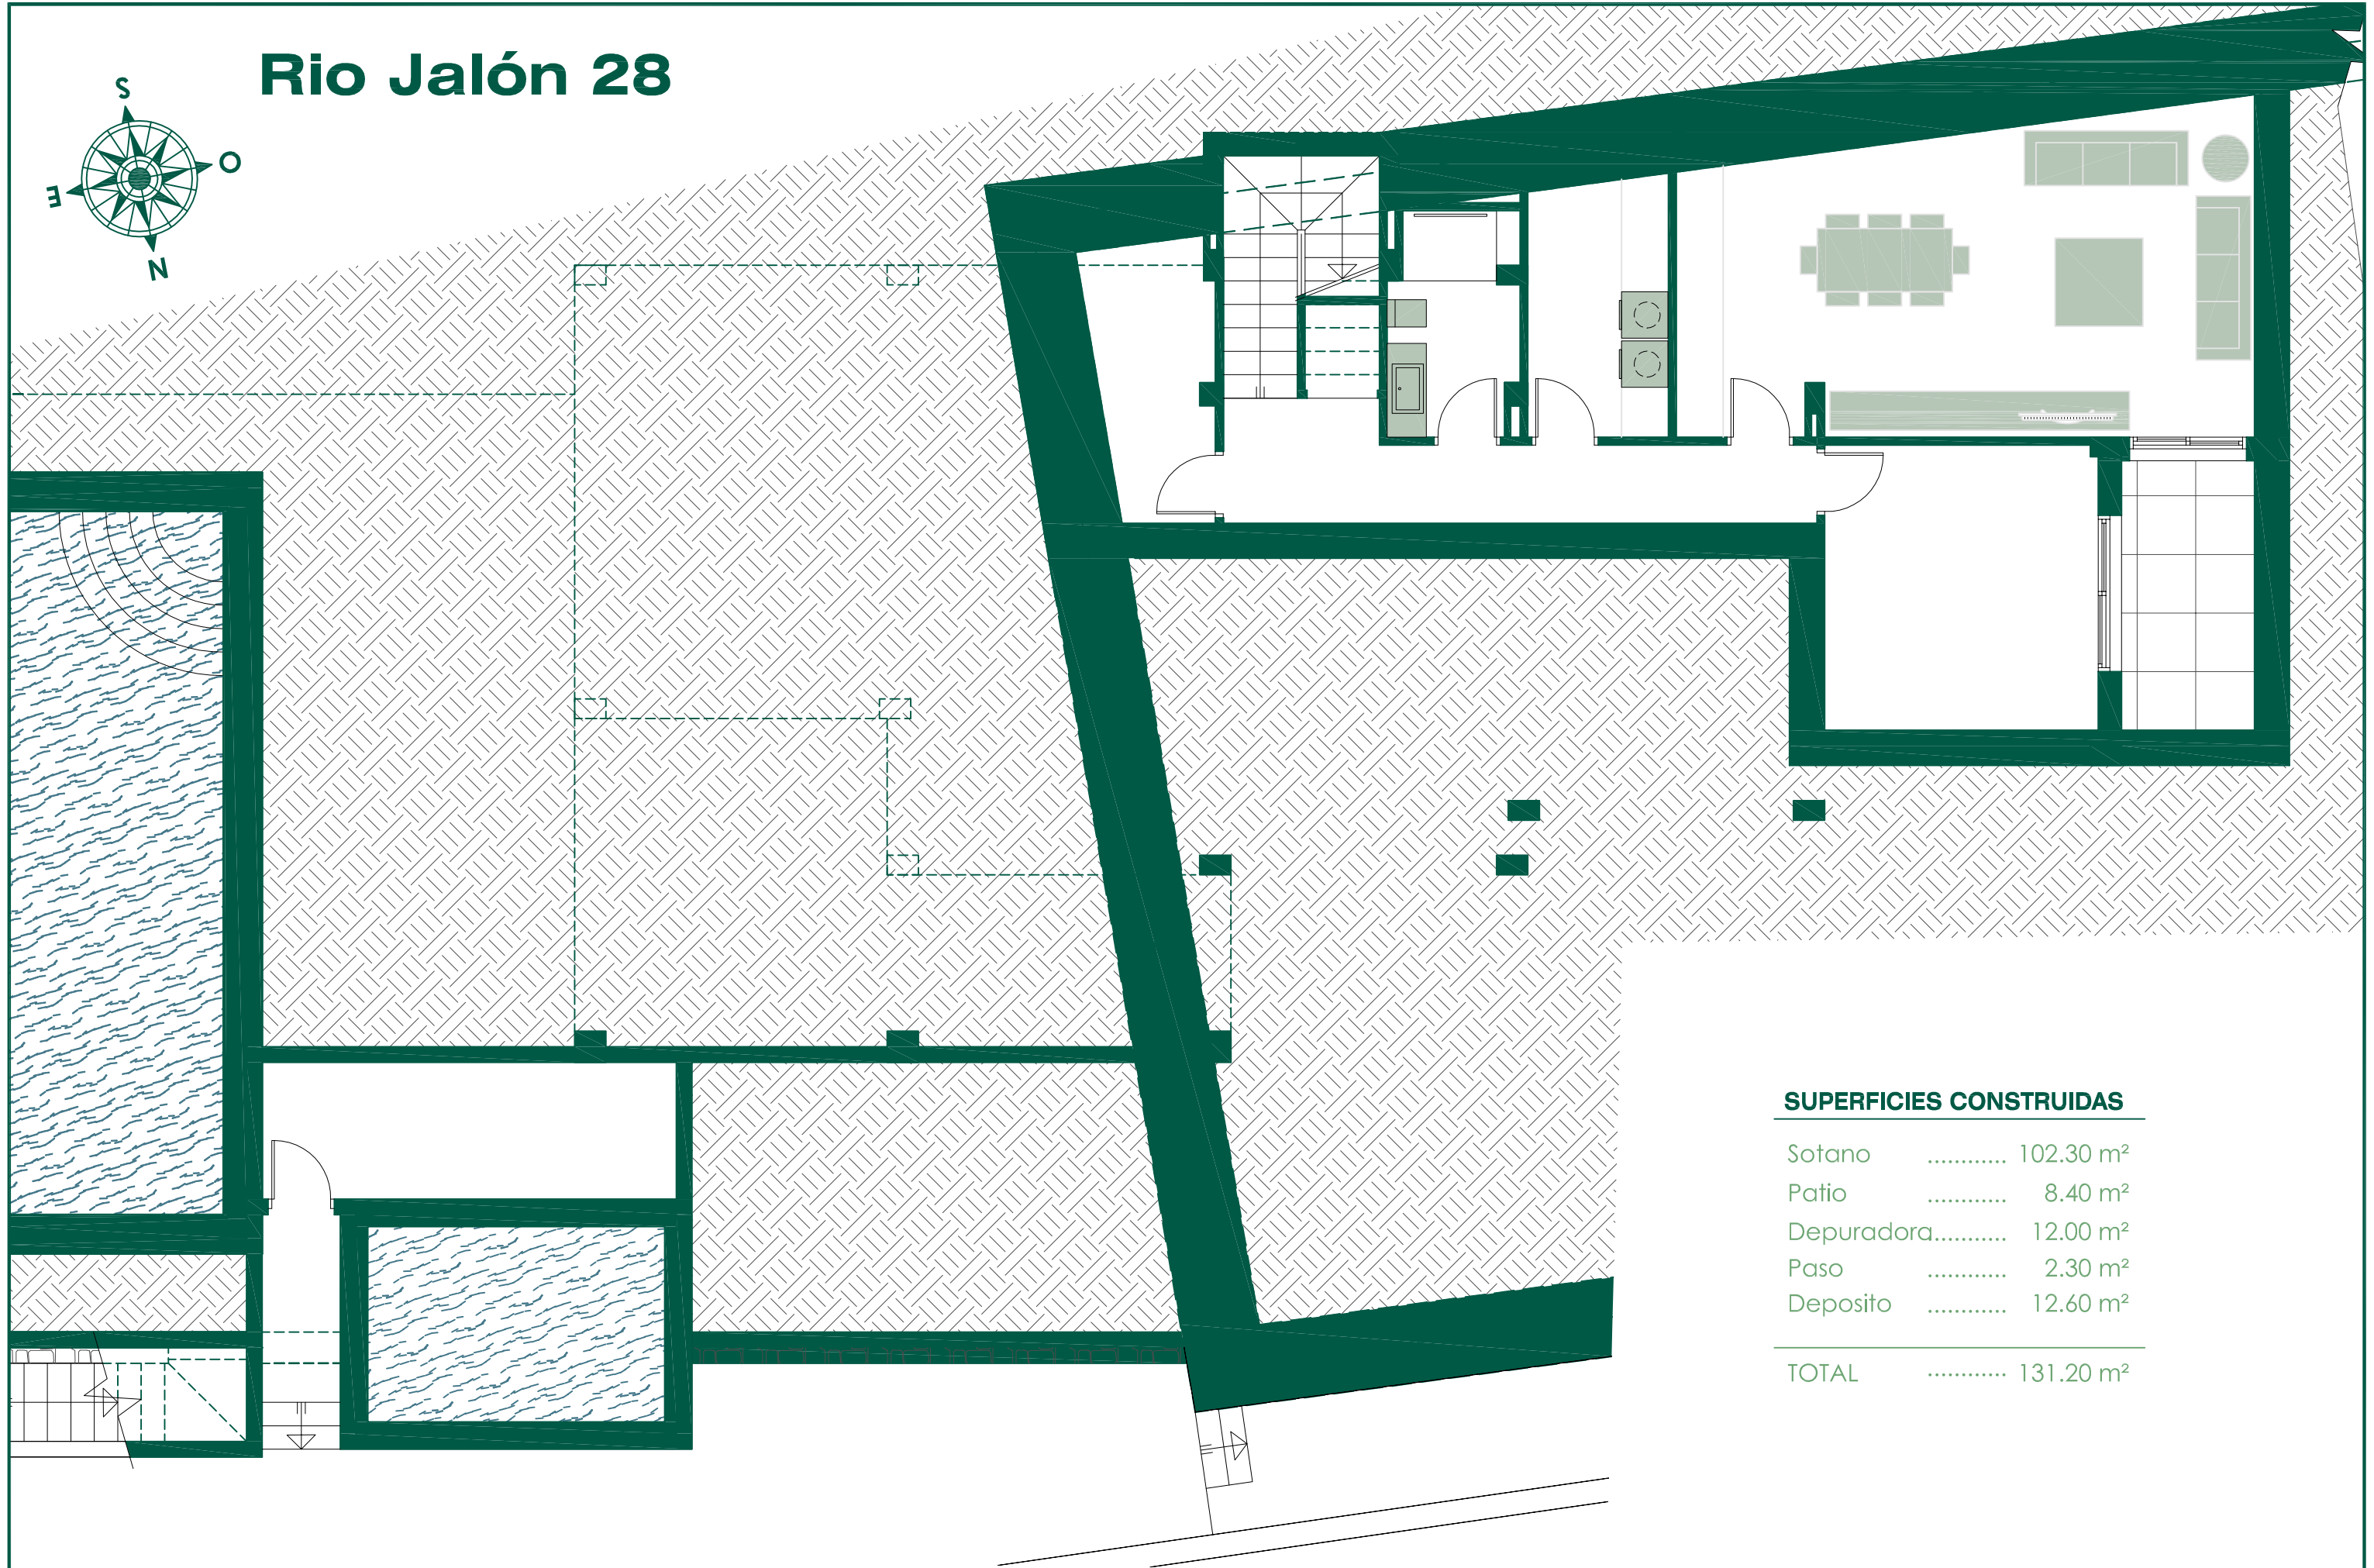 Rio Jalón 28
S
O
E
N
SUPERFICIES CONSTRUIDAS
Sotano ............ 102.30 m²
Patio ............ 8.40 m²
Depuradora........... 12.00 m²
Paso ............ 2.30 m²
Deposito ............ 12.60 m²
TOTAL ............ 131.20 m²